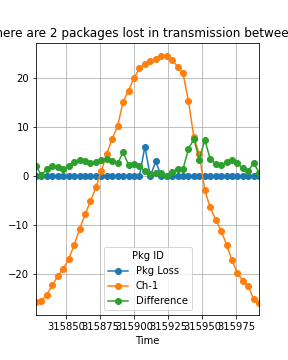 here are 2 packages lost in transmission between
20
10
0
−10
−20
Pkg ID
Pkg Loss
Ch-1
Difference
315850 315875 315900 315925 315950 315975
Time